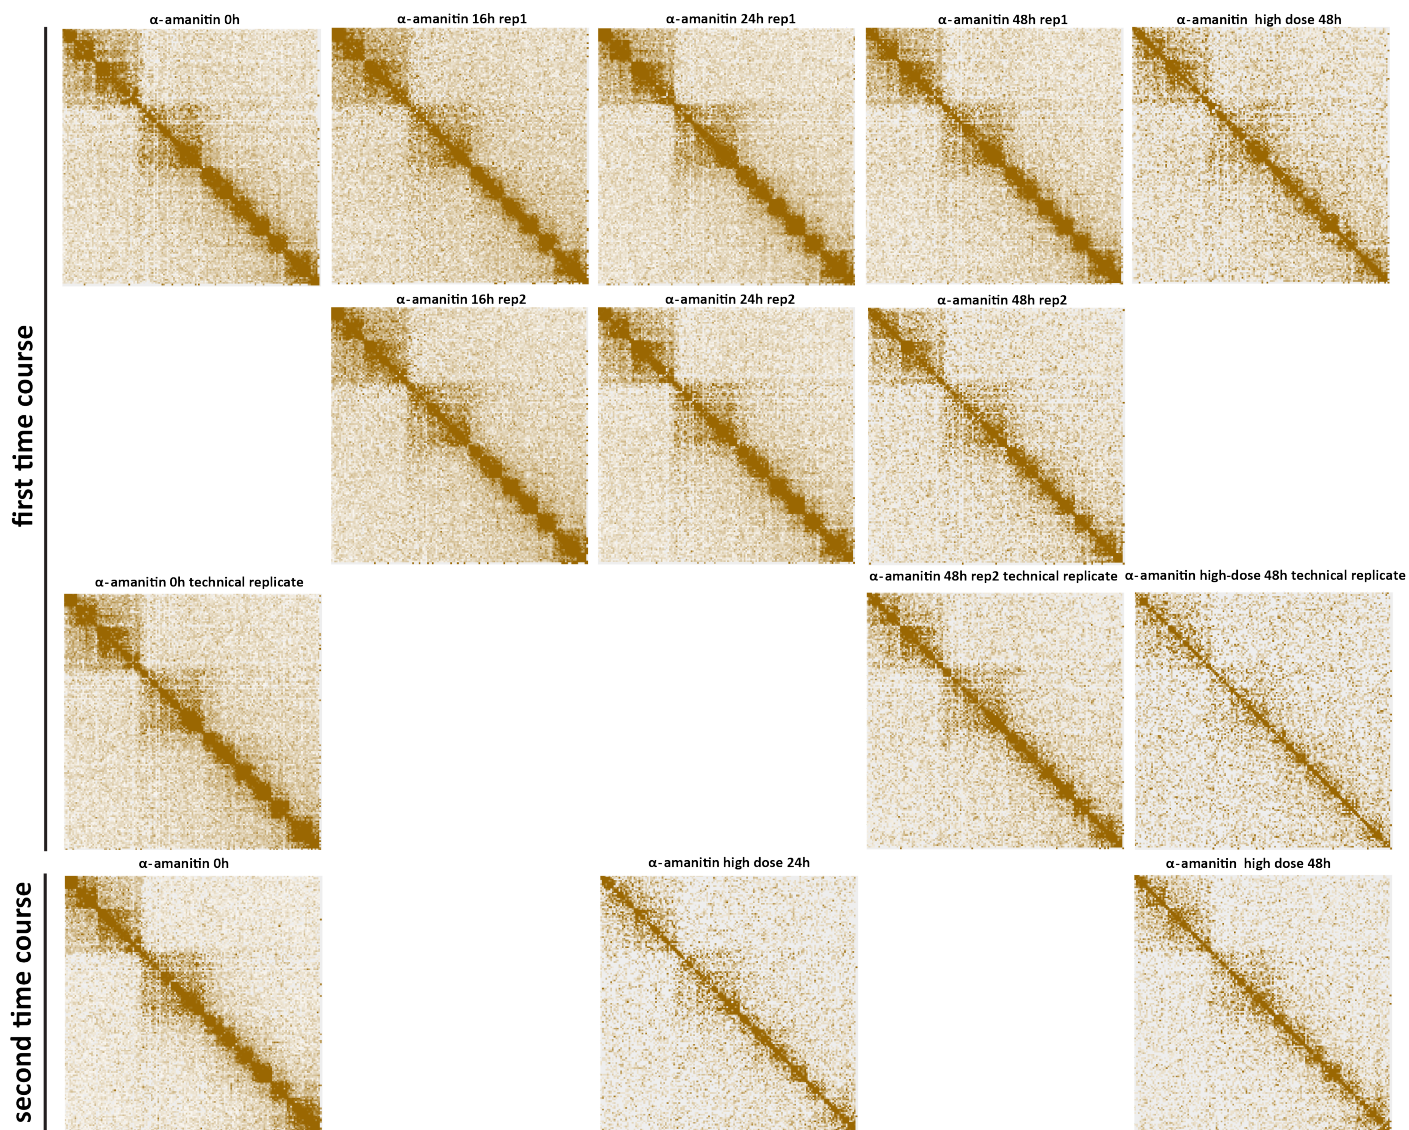 α-amanitin 0h
α-amanitin 16h rep1
α-amanitin 24h rep1
α-amanitin 48h rep1
α-amanitin high dose 48h
first time course
α-amanitin 16h rep2
α-amanitin 24h rep2
α-amanitin 48h rep2
α-amanitin 0h technical replicate
α-amanitin 48h rep2 technical replicate
α-amanitin high-dose 48h technical replicate
second time course
α-amanitin 0h
α-amanitin high dose 24h
α-amanitin high dose 48h